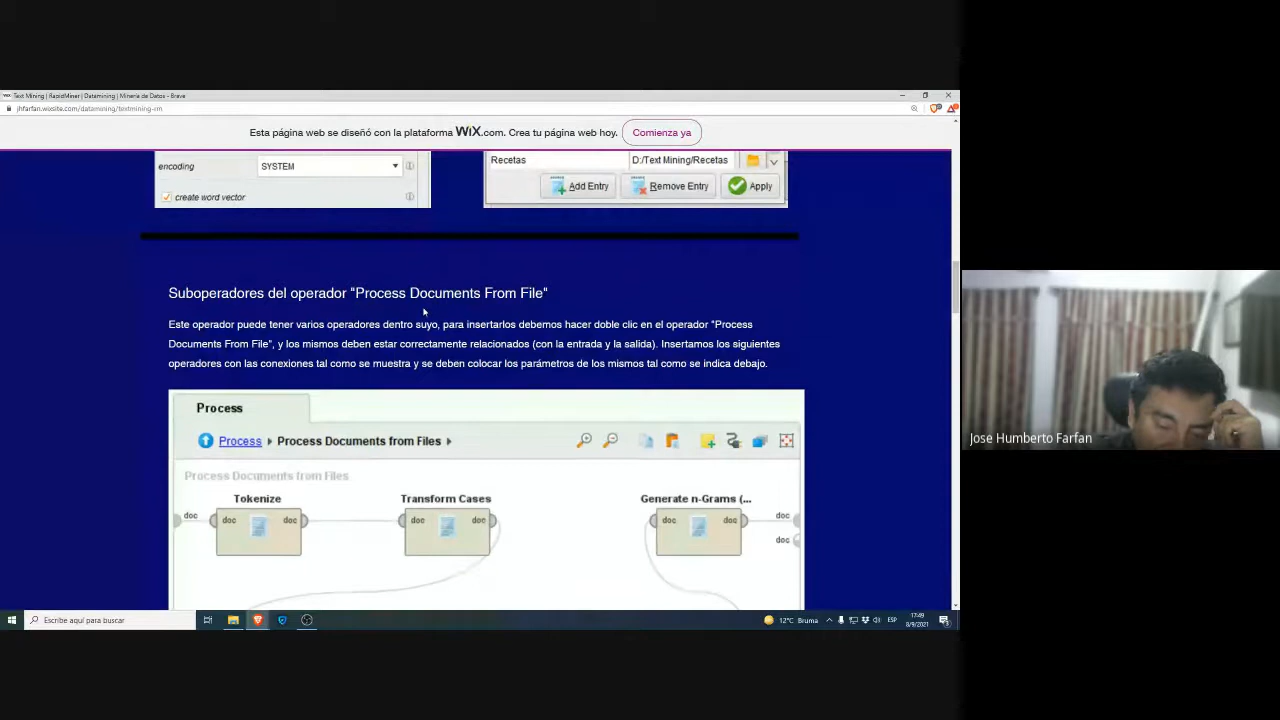 Text Mining | RapidMiner | Datamining | Minería de Datos - Brave
jhfarfan.wixsite.com/datamining/textmining-rm
Esta página web se diseñó con la plataforma WiX.com. Crea tu página web hoy. Comienza ya
encoding SYSTEM
create word vector
Recetas D:/Text Mining/Recetas
Add Entry Remove Entry Apply
Suboperadores del operador "Process Documents From File"
Este operador puede tener varios operadores dentro suyo, para insertarlos debemos hacer doble clic en el operador "Process
Documents From File", y los mismos deben estar correctamente relacionados (con la entrada y la salida). Insertamos los siguientes
operadores con las conexiones tal como se muestra y se deben colocar los parámetros de los mismos tal como se indica debajo.
Process
Process Process Documents from Files
Process Documents from Files
Tokenize Transform Cases Generate n-Grams (...
doc doc doc doc doc doc doc doc
doc
Jose Humberto Farfan
Escribe aquí para buscar
12°C Bruma
ESP
17:49
8/9/2021